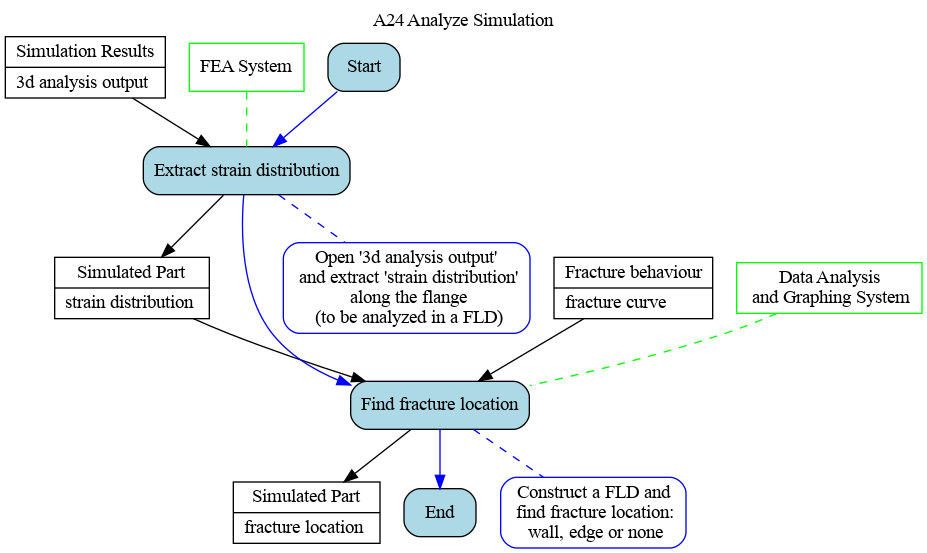 A24 Analyze Simulation
Simulation Results
3d analysis output
FEA System
Start
Extract strain distribution
Simulated Part
strain distribution
Open '3d analysis output'
and extract 'strain distribution'
along the flange
(to be analyzed in a FLD)
Fracture behaviour
fracture curve
Data Analysis
and Graphing System
Find fracture location
Simulated Part
fracture location
End
Construct a FLD and
find fracture location:
wall, edge or none